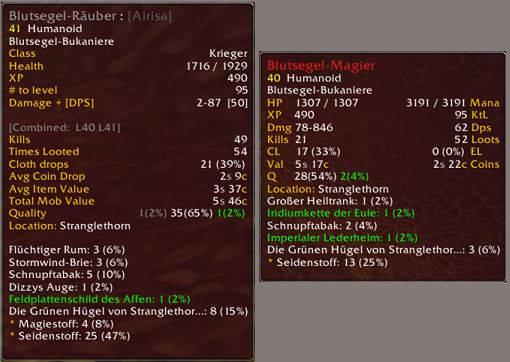 Blutsegel-Räuber : [Airisa]
41 Humanoid
Blutsegel-Bukaniere
Class Krieger
Health 1716 / 1929
XP 490
# to level 95
Damage + [DPS] 2-87 [50]
[Combined: L40 L41]
Kills 49
Times Looted 54
Cloth drops 21 (39%)
Avg Coin Drop 2s 9c
Avg Item Value 3s 37c
Total Mob Value 5s 46c
Quality 1(2%) 35(65%) 1(2%)
Location: Stranglethorn
Flüchtiger Rum: 3 (6%)
Stormwind-Brie: 3 (6%)
Schnupftabak: 5 (10%)
Dizzys Auge: 1 (2%)
Feldplattenschild des Affen: 1 (2%)
Die Grünen Hügel von Stranglethor...: 8 (15%)
* Magiestoff: 4 (8%)
* Seidenstoff: 25 (47%)
Blutsegel-Magier
40 Humanoid
Blutsegel-Bukaniere
HP 1307 / 1307 3191 / 3191 Mana
XP 490 95 KtL
Dmg 78-846 62 Dps
Kills 21 52 Loots
CL 17 (33%) 0 (0%) EL
Val 5s 17c 2s 22c Coins
Q 28(54%) 2(4%)
Location: Stranglethorn
Großer Heiltrank: 1 (2%)
Iridiumkette der Eule: 1 (2%)
Schnupftabak: 2 (4%)
Imperialer Lederhelm: 1 (2%)
Die Grünen Hügel von Stranglethor...: 3 (6%)
* Seidenstoff: 13 (25%)